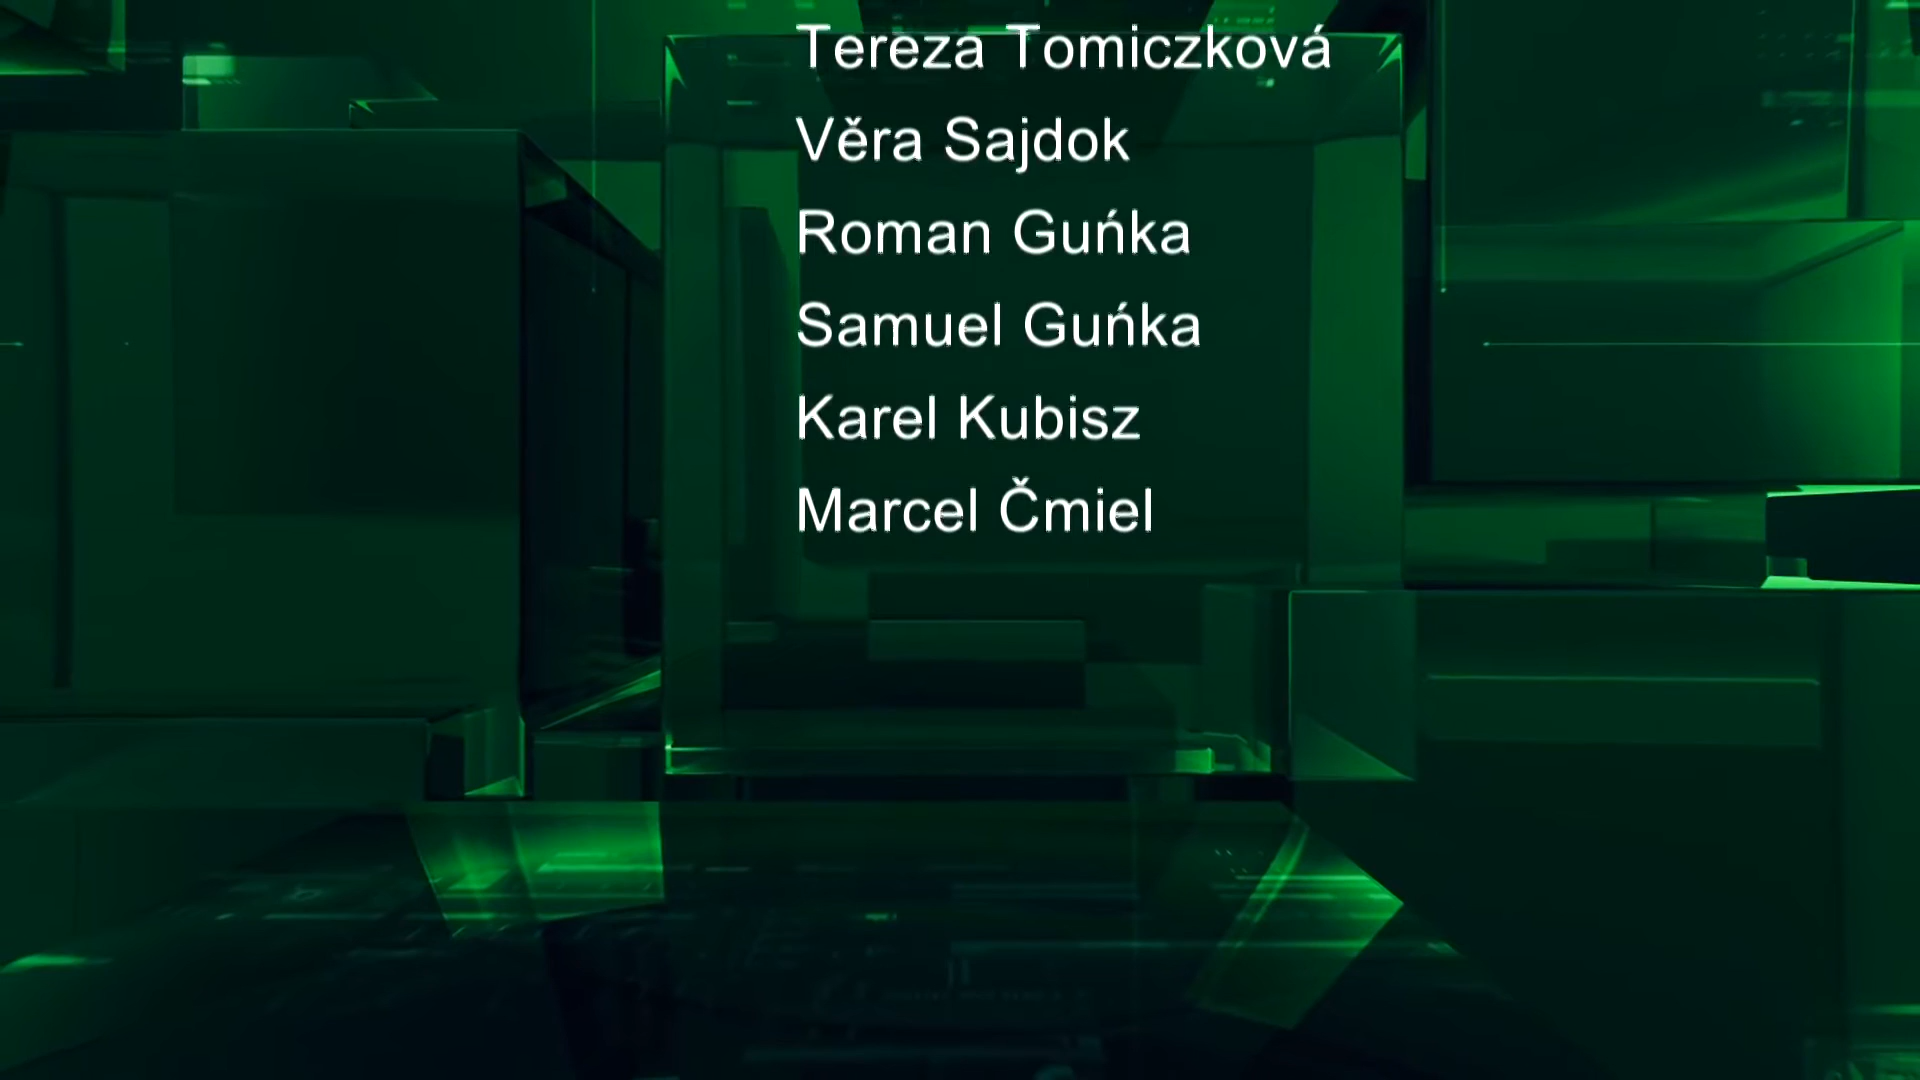 Tereza Tomiczková
Věra Sajdok
Roman Guńka
Samuel Guńka
Karel Kubisz
Marcel Čmiel